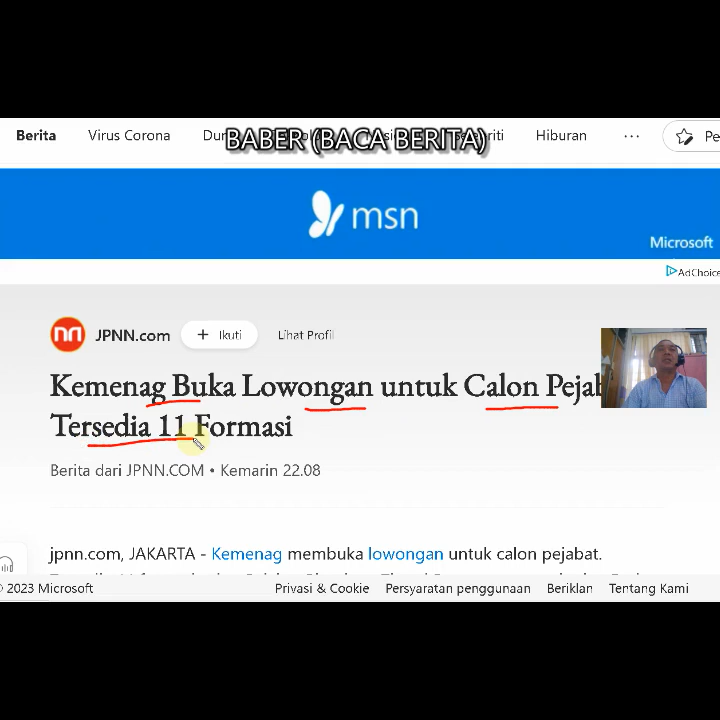 Berita Virus Corona
BABER (BACA BERITA)
Hiburan ...
msn
Microsoft
AdChoice
JPNN.com + Ikuti Lihat Profil
Kemenag Buka Lowongan untuk Calon Pejab
Tersedia 11 Formasi
Berita dari JPNN.COM • Kemarin 22.08
jpnn.com, JAKARTA - Kemenag membuka lowongan untuk calon pejabat.
© 2023 Microsoft Privasi & Cookie Persyaratan penggunaan Beriklan Tentang Kami